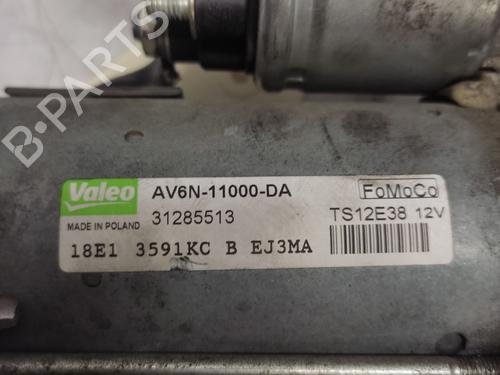 B-PARTS
Valeo
AV6N-11000-DA
FoMoCo
31285513
TS12E38 12V
MADE IN POLAND
18E1 3591KC B EJ3MA